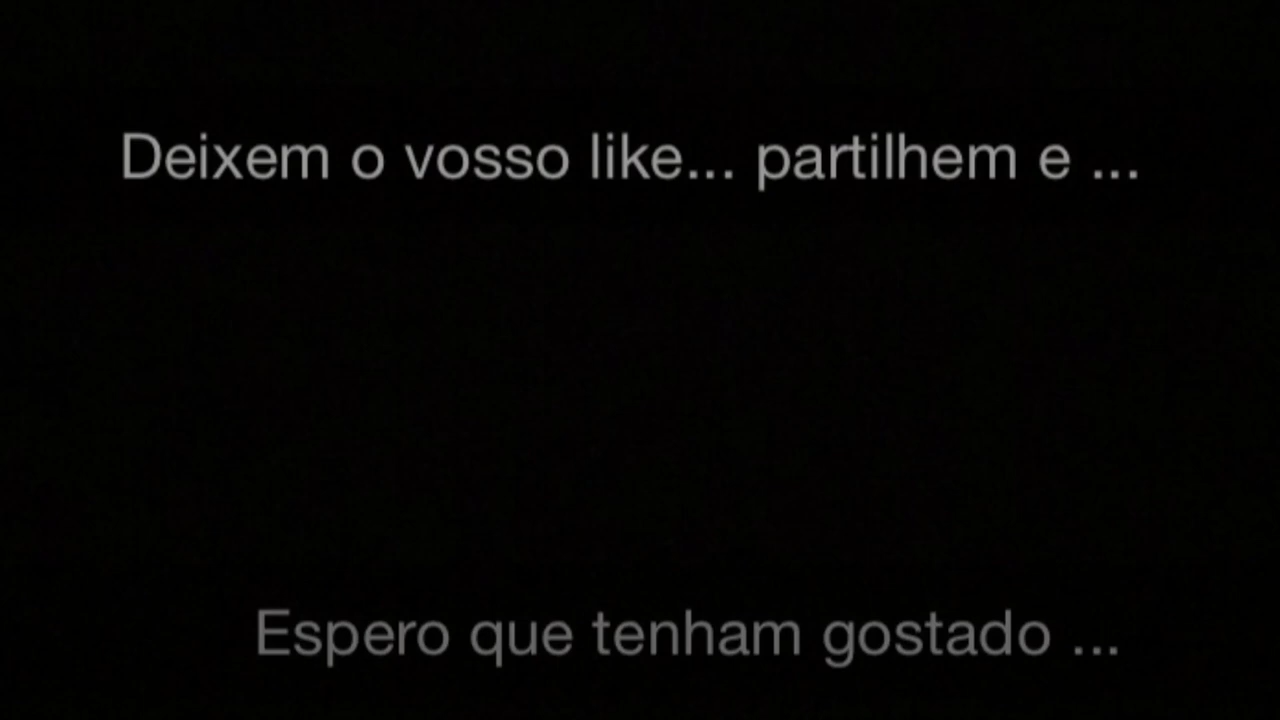 Deixem o vosso like... partilhem e ...
Espero que tenham gostado ...